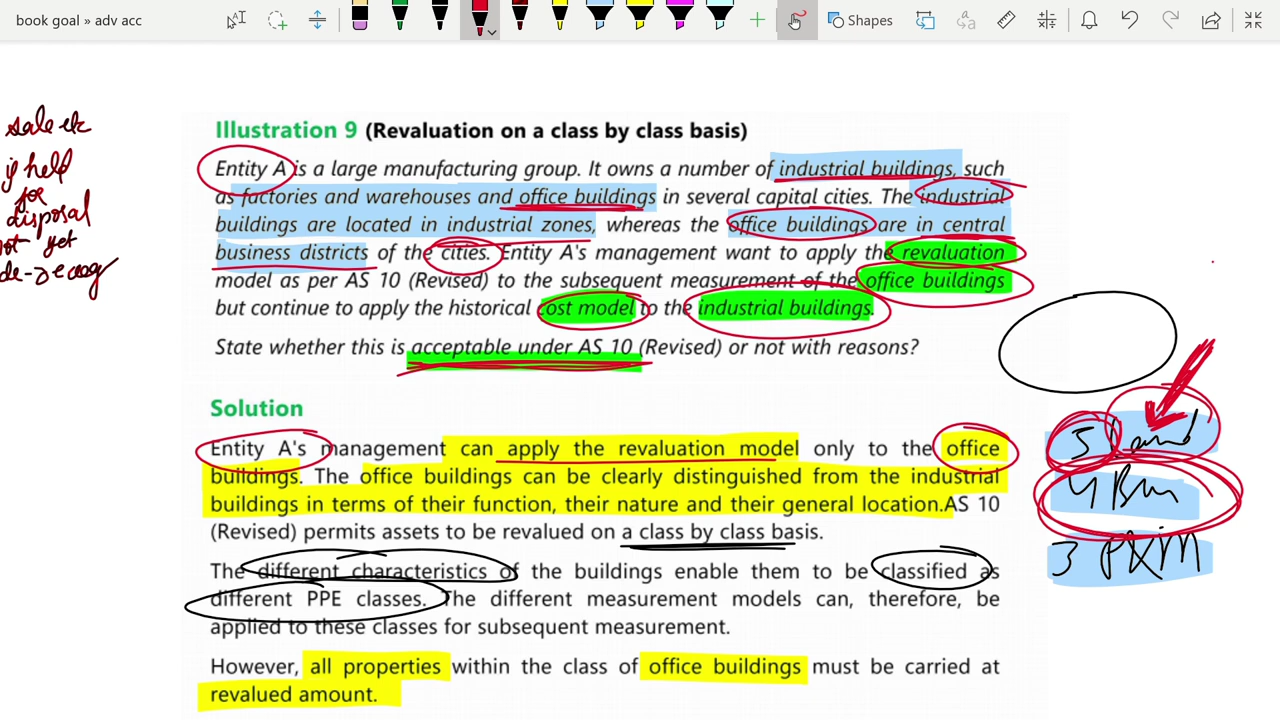 book goal » adv acc
Shapes
sale etc
if held
for
disposal
not yet
de-recog
Illustration 9 (Revaluation on a class by class basis)
Entity A is a large manufacturing group. It owns a number of industrial buildings, such
as factories and warehouses and office buildings in several capital cities. The industrial
buildings are located in industrial zones, whereas the office buildings are in central
business districts of the cities. Entity A's management want to apply the revaluation
model as per AS 10 (Revised) to the subsequent measurement of the office buildings
but continue to apply the historical cost model to the industrial buildings.
State whether this is acceptable under AS 10 (Revised) or not with reasons?
Solution
Entity A's management can apply the revaluation model only to the office
buildings. The office buildings can be clearly distinguished from the industrial
buildings in terms of their function, their nature and their general location.AS 10
(Revised) permits assets to be revalued on a class by class basis.
The different characteristics of the buildings enable them to be classified as
different PPE classes. The different measurement models can, therefore, be
applied to these classes for subsequent measurement.
However, all properties within the class of office buildings must be carried at
revalued amount.
5 Land
4
3 P&M